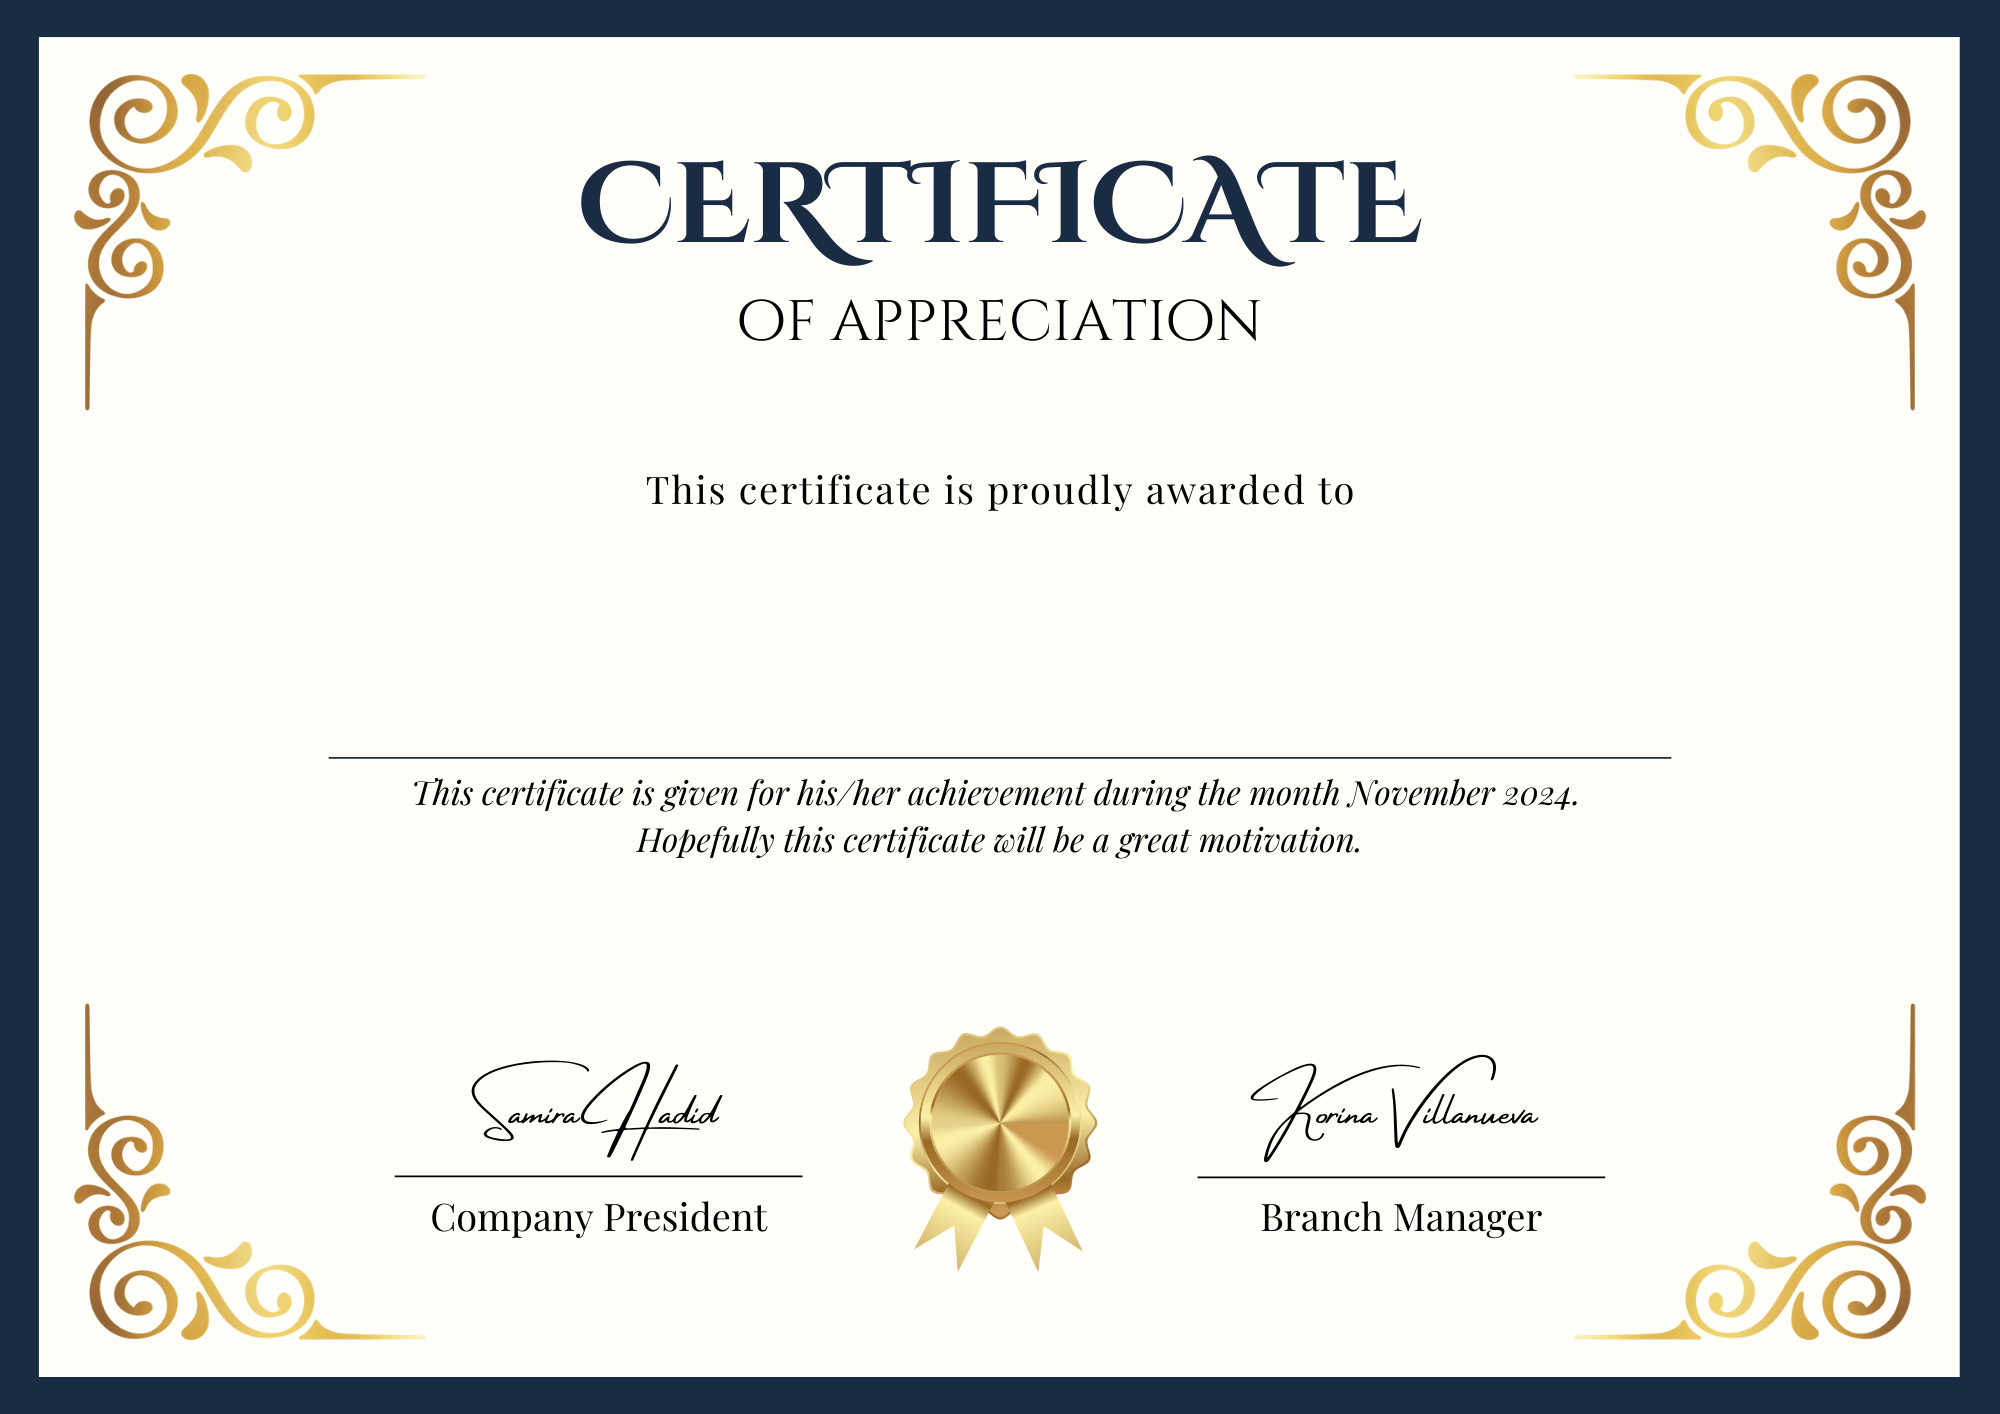 CERTIFICATE
OF APPRECIATION
This certificate is proudly awarded to
This certificate is given for his/her achievement during the month November 2024.
Hopefully this certificate will be a great motivation.
Samira Hadid
Korina Villanueva
Company President
Branch Manager